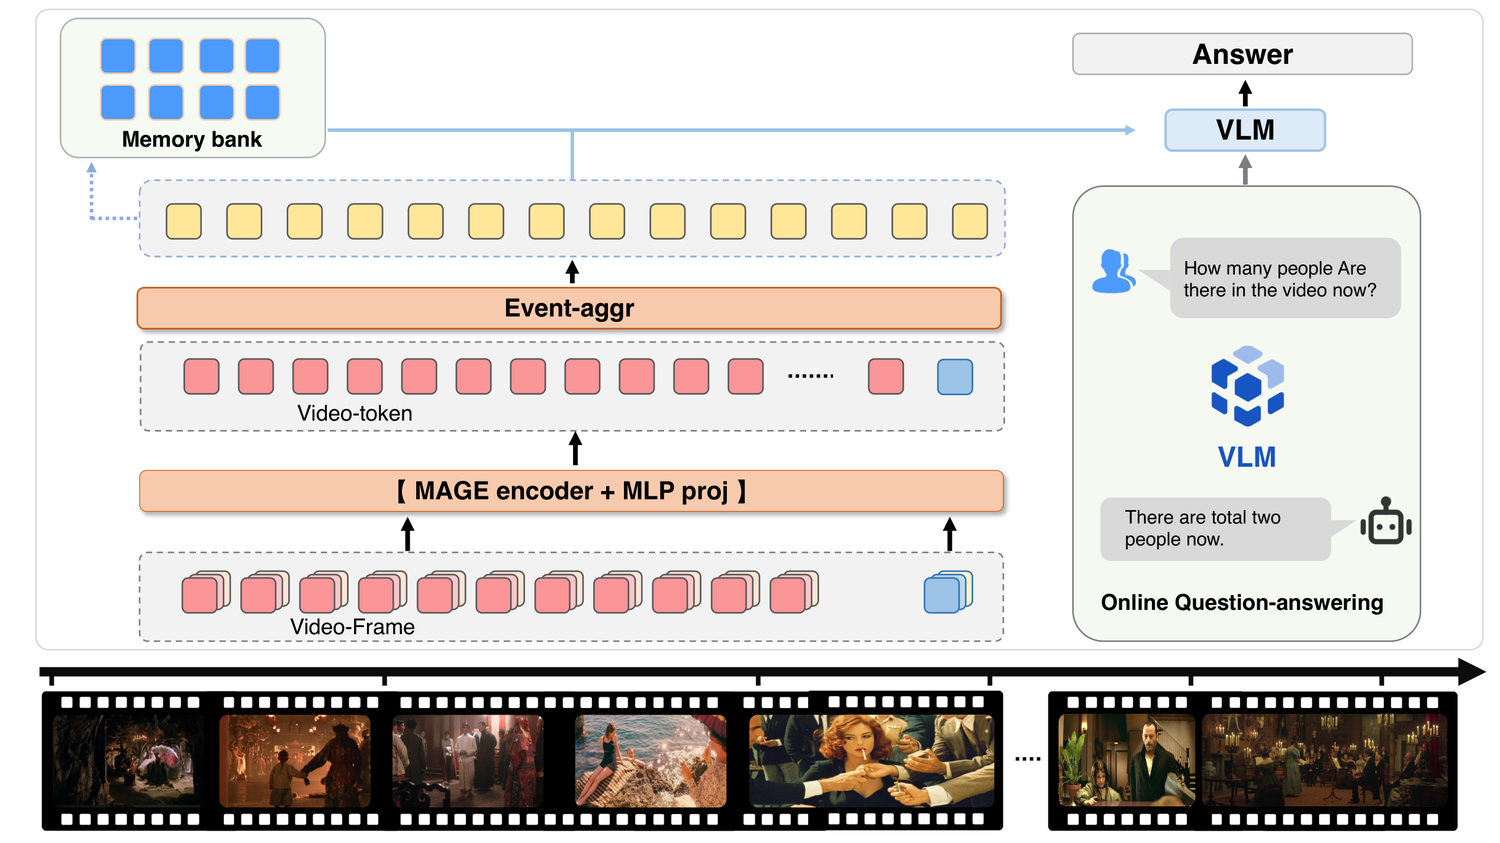 Memory bank
Answer
VLM
How many people Are
there in the video now?
Event-aggr
Video-token
VLM
【 MAGE encoder + MLP proj 】
There are total two
people now.
Online Question-answering
Video-Frame